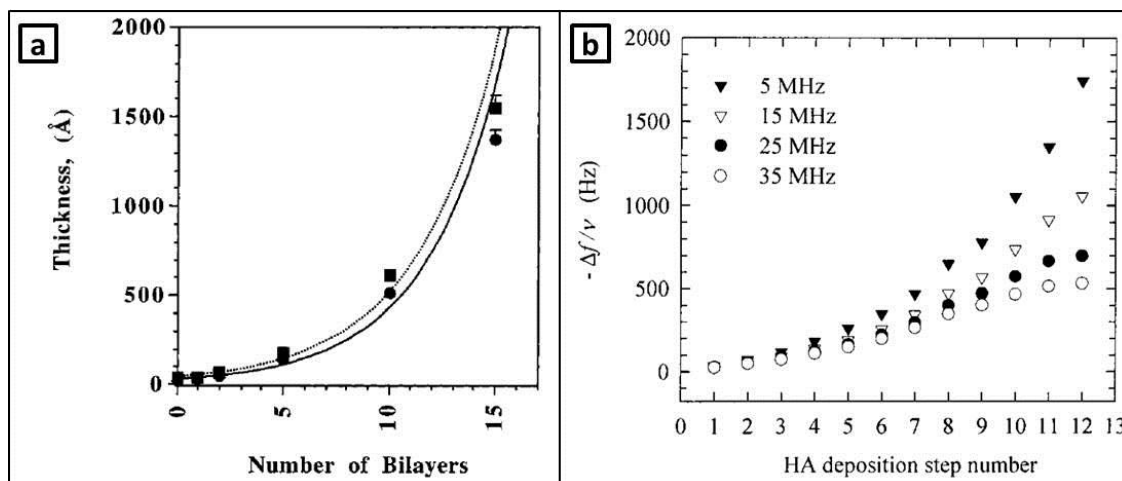 a
2000
1500
1000
500
0
Thickness, (Å)
0
5
10
15
Number of Bilayers
b
2000
1500
1000
500
0
- Δf/ν (Hz)
5 MHz
15 MHz
25 MHz
35 MHz
0 1 2 3 4 5 6 7 8 9 10 11 12 13
HA deposition step number